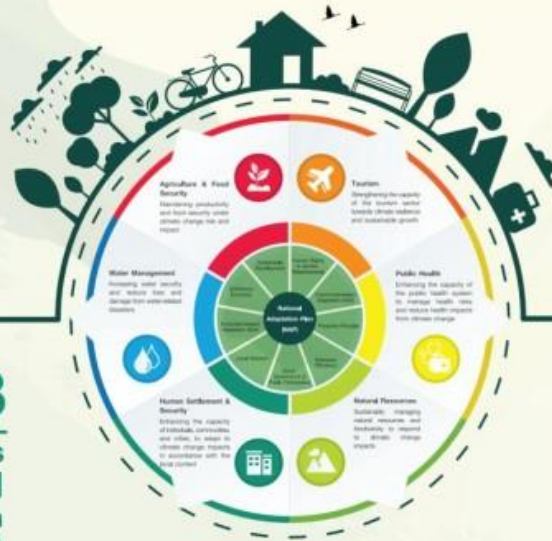 Agriculture & Food
Security
Maintaining productivity
and food security under
climate change risk and
impact
Tourism
Strengthening the capacity
of the tourism sector
towards climate resilience
and sustainable growth
Water Management
Increasing water security
and reduce loss and
damage from water-related
disasters
Public Health
Enhancing the capacity of
the public health system
to manage health risks
and reduce health impacts
from climate change
National
Adaptation Plan
(NAP)
Human Settlement &
Security
Enhancing the capacity
of individuals, communities
and cities, to adapt to
climate change impacts
in accordance with the
local context
Natural Resources
Sustainably managing
natural resources and
biodiversity to respond
to climate change
impacts